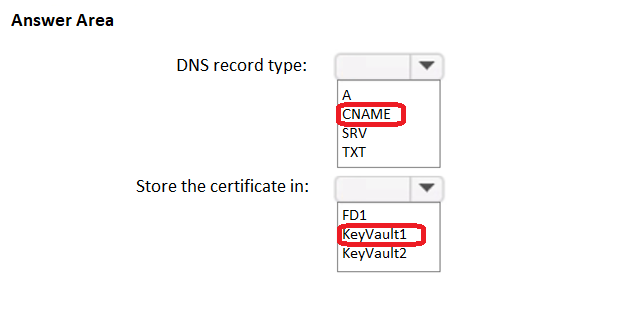 Answer Area
DNS record type:
A
CNAME
SRV
TXT
Store the certificate in:
FD1
KeyVault1
KeyVault2